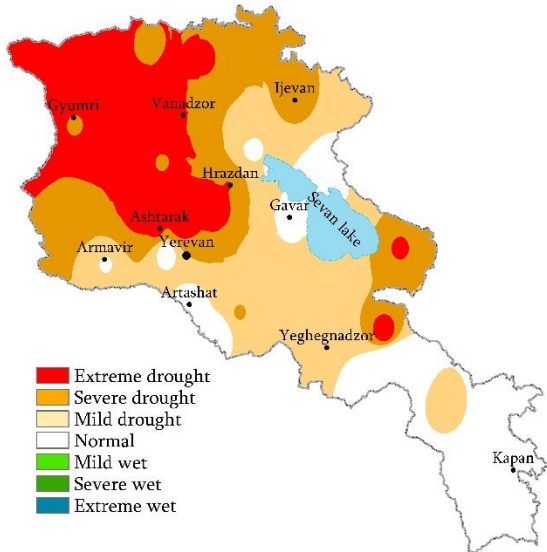 Ijevan
Gyumri
Vanadzor
Hrazdan
Gavar
Sevan lake
Ashtarak
Armavir
Yerevan
Artashat
Yeghegnadzor
Kapan
Extreme drought
Severe drought
Mild drought
Normal
Mild wet
Severe wet
Extreme wet